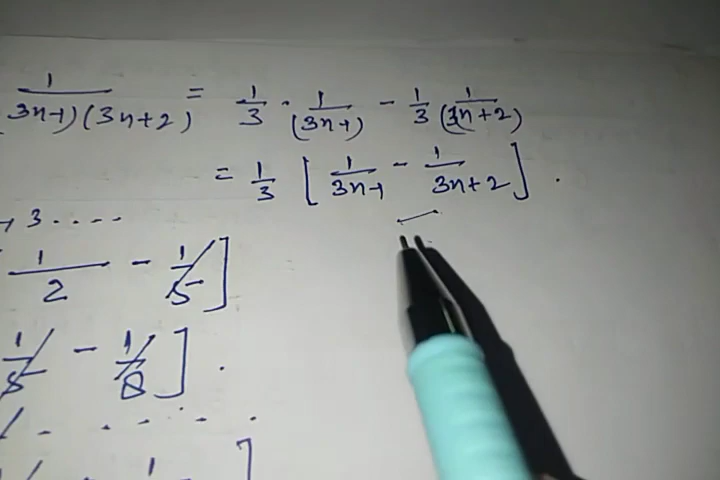 1/(3n-1)(3n+2) = 1/3 · 1/(3n-1) - 1/3 1/(3n+2)
= 1/3 [ 1/3n-1 - 1/3n+2 ] .
, 3 ....
1/2 - 1/5 ]
1/5 - 1/8 ] .
- . . . . .
1 ]